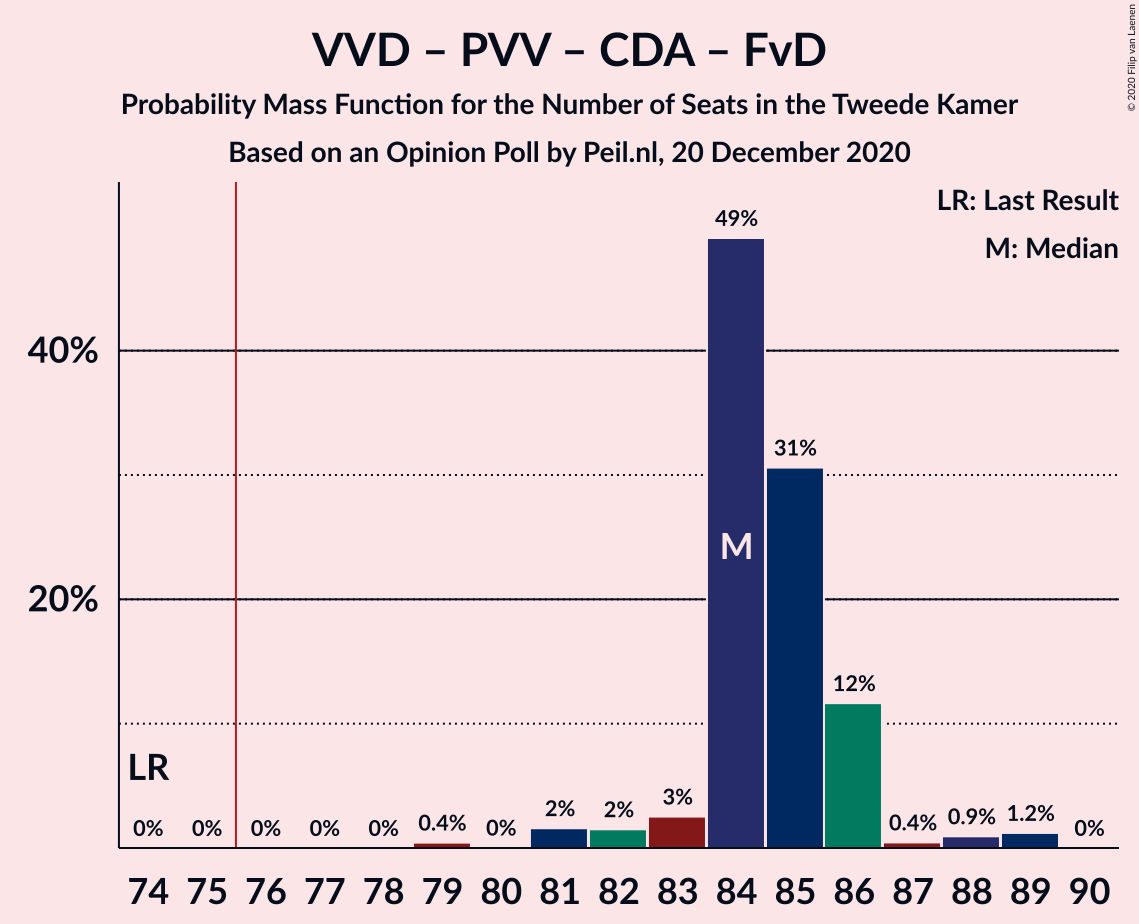 VVD – PVV – CDA – FvD
Probability Mass Function for the Number of Seats in the Tweede Kamer
Based on an Opinion Poll by Peil.nl, 20 December 2020
© 2020 Filip van Laenen
LR: Last Result
M: Median
49%
40%
31%
M
20%
12%
LR
0% 0% 0% 0% 0% 0.4% 0% 2% 2% 3% 0.4% 0.9% 1.2% 0%
74 75 76 77 78 79 80 81 82 83 84 85 86 87 88 89 90